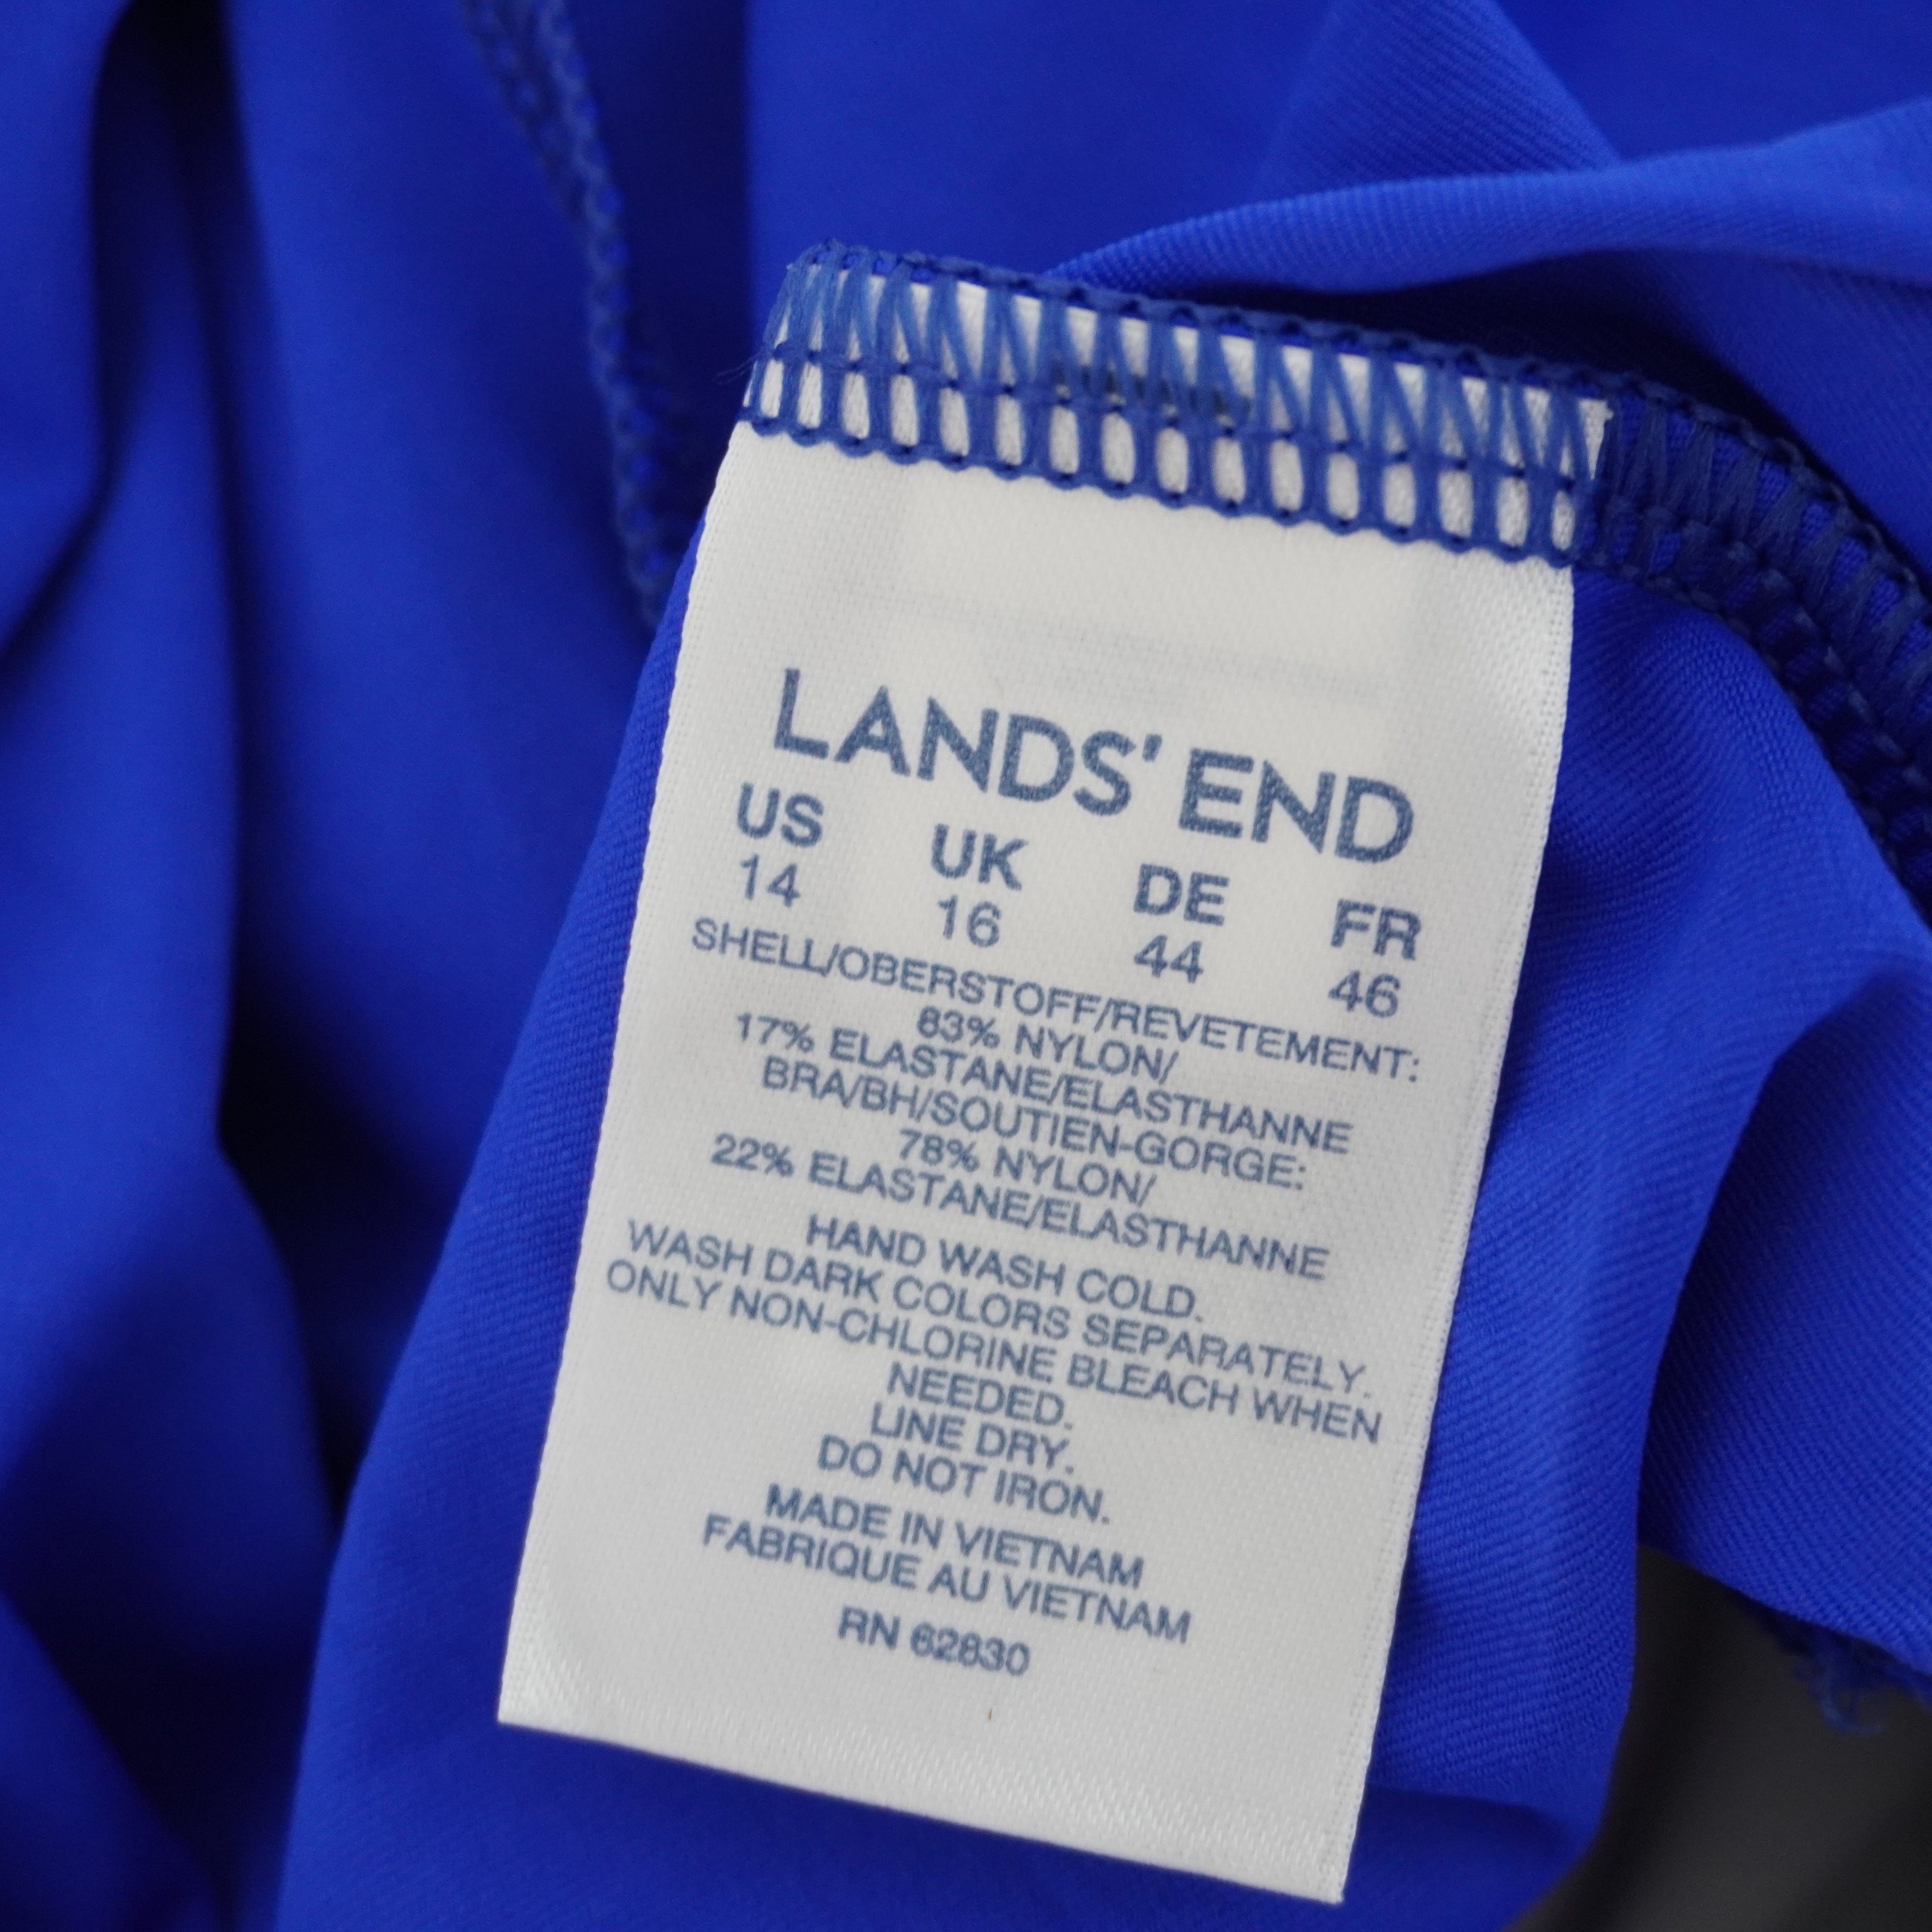 LANDS' END
US UK DE FR
14 16 44 46
SHELL/OBERSTOFF/REVETEMENT:
83% NYLON/
17% ELASTANE/ELASTHANNE
BRA/BH/SOUTIEN-GORGE:
78% NYLON/
22% ELASTANE/ELASTHANNE
HAND WASH COLD.
WASH DARK COLORS SEPARATELY.
ONLY NON-CHLORINE BLEACH WHEN
NEEDED.
LINE DRY.
DO NOT IRON.
MADE IN VIETNAM
FABRIQUE AU VIETNAM
RN 62830